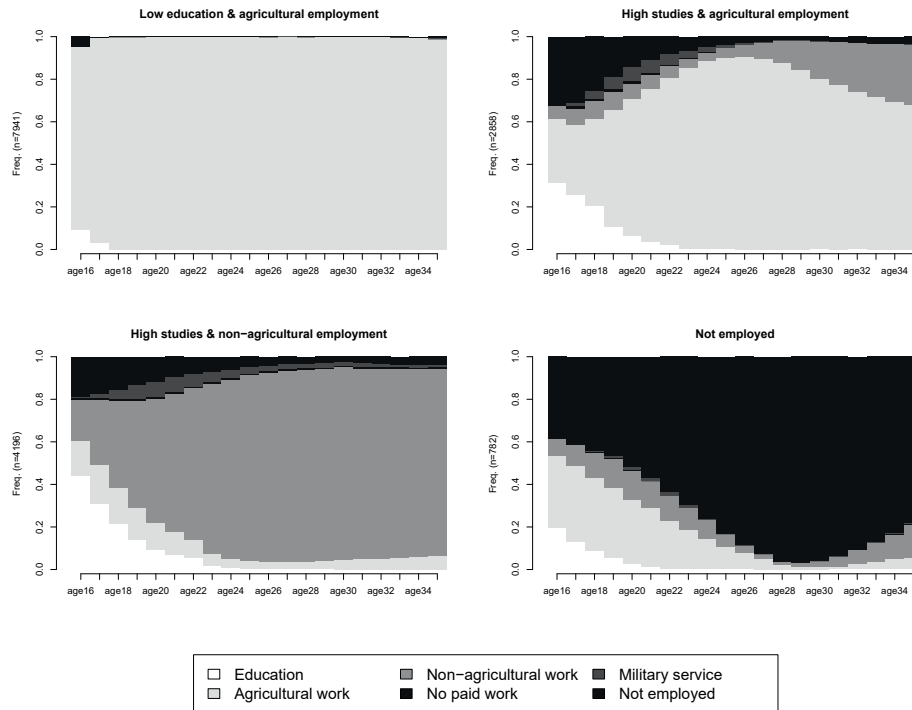 Low education & agricultural employment
Freq. (n=7941)
1.0
0.8
0.6
0.4
0.2
0.0
age16 age18 age20 age22 age24 age26 age28 age30 age32 age34
High studies & agricultural employment
Freq. (n=2858)
1.0
0.8
0.6
0.4
0.2
0.0
age16 age18 age20 age22 age24 age26 age28 age30 age32 age34
High studies & non−agricultural employment
Freq. (n=4196)
1.0
0.8
0.6
0.4
0.2
0.0
age16 age18 age20 age22 age24 age26 age28 age30 age32 age34
Not employed
Freq. (n=782)
1.0
0.8
0.6
0.4
0.2
0.0
age16 age18 age20 age22 age24 age26 age28 age30 age32 age34
Education Non−agricultural work Military service
Agricultural work No paid work Not employed